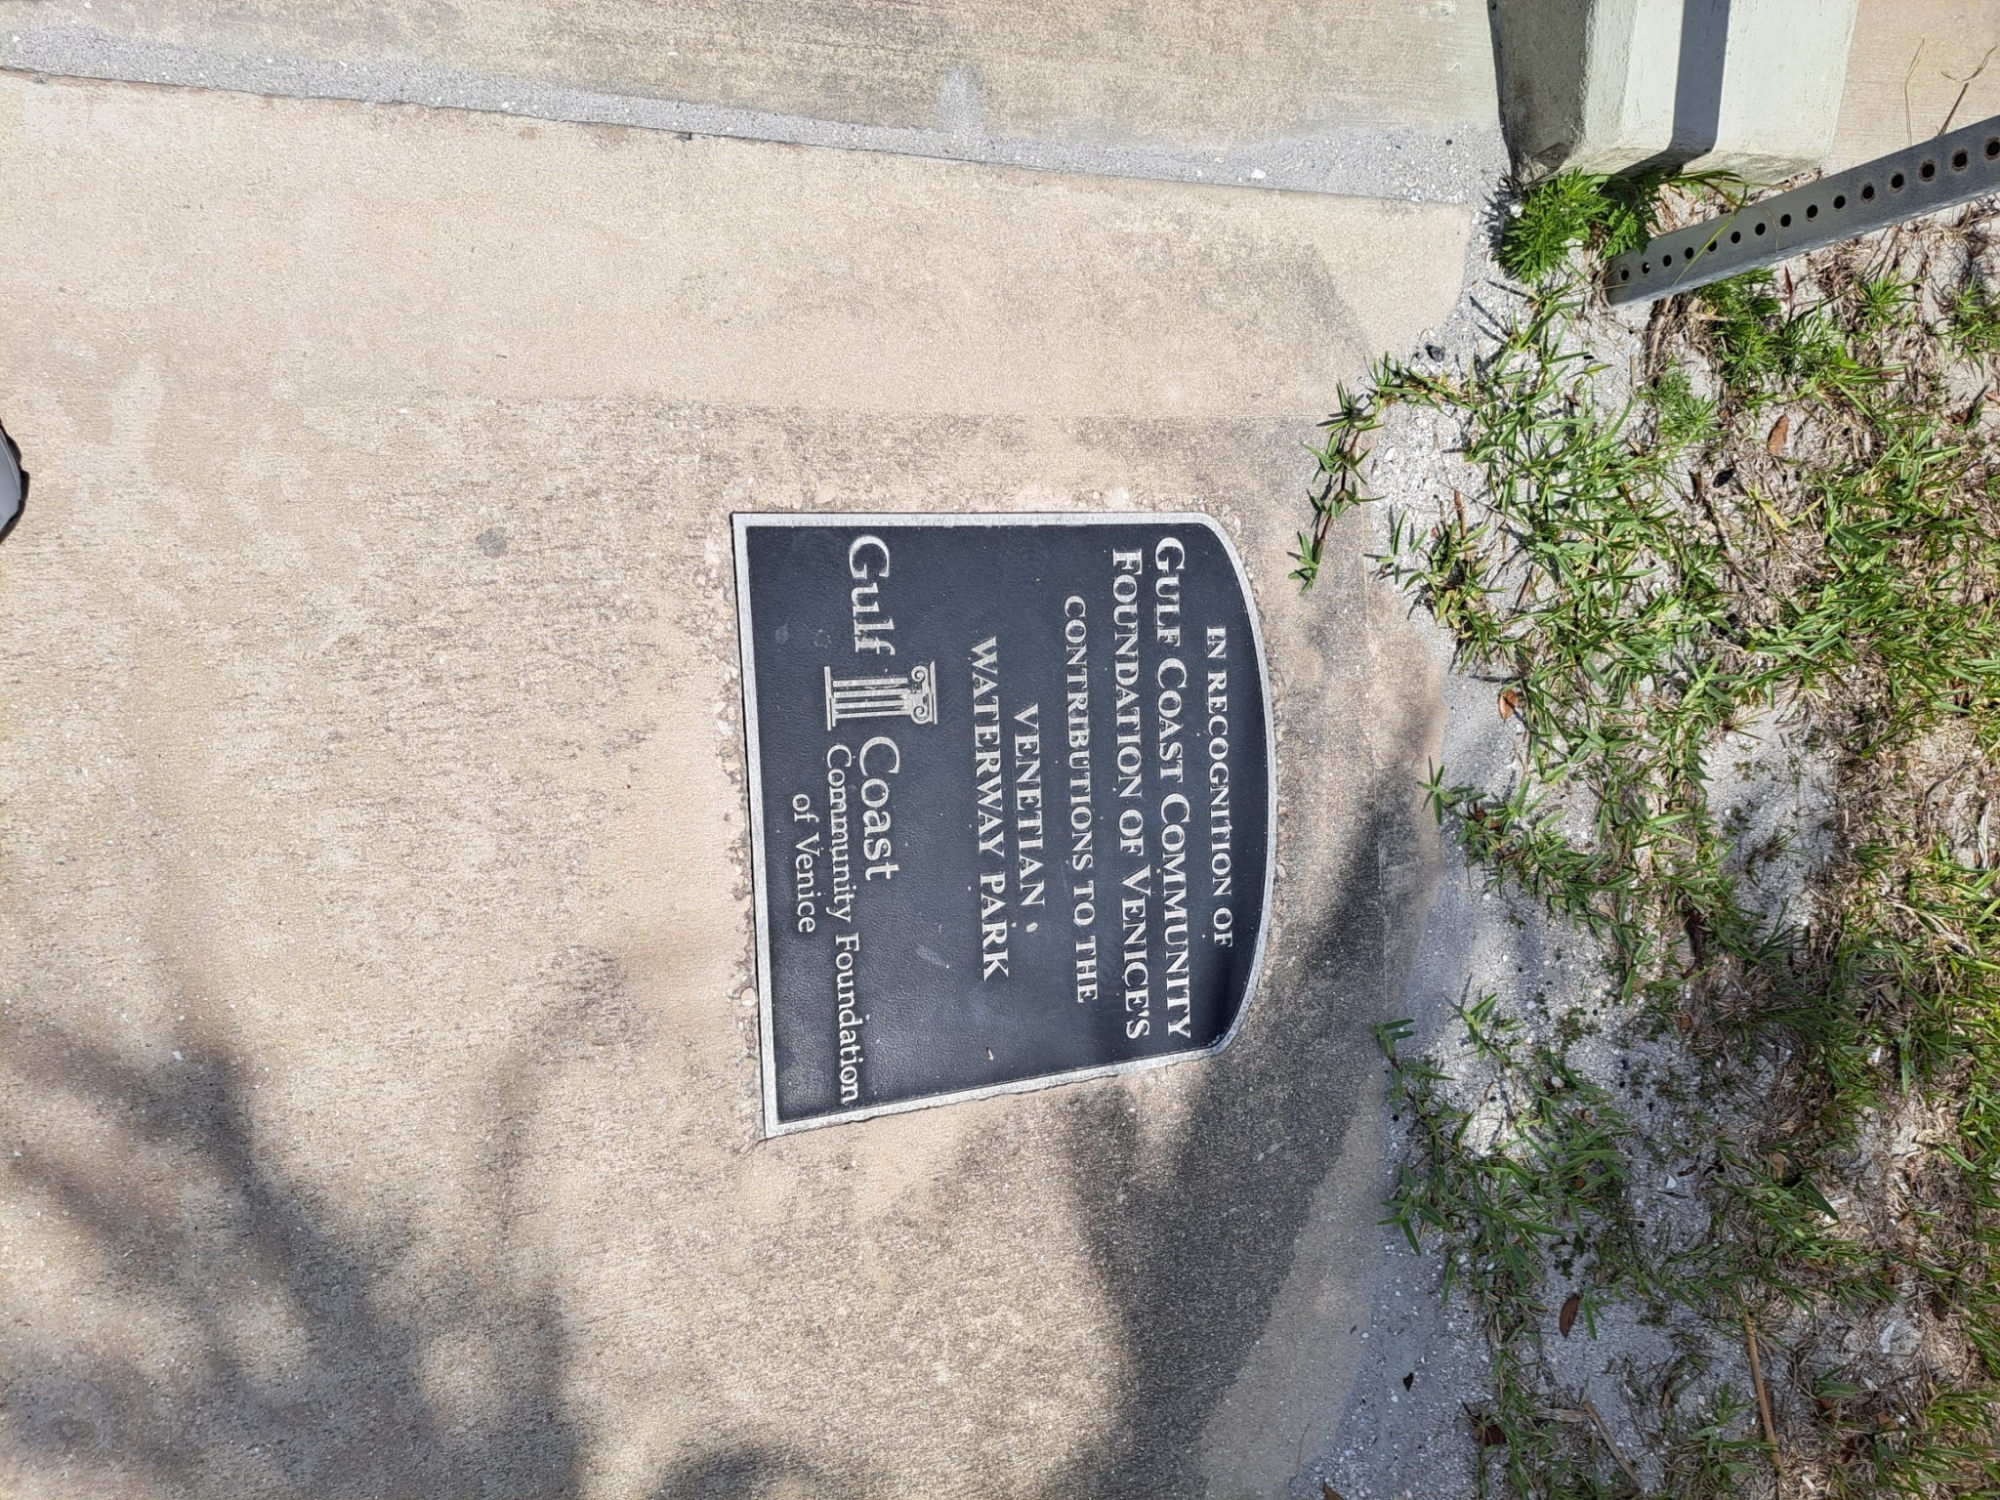 IN RECOGNITION OF
GULF COAST COMMUNITY
FOUNDATION OF VENICE'S
CONTRIBUTIONS TO THE
VENETIAN
WATERWAY PARK
Gulf Coast
Community Foundation
of Venice